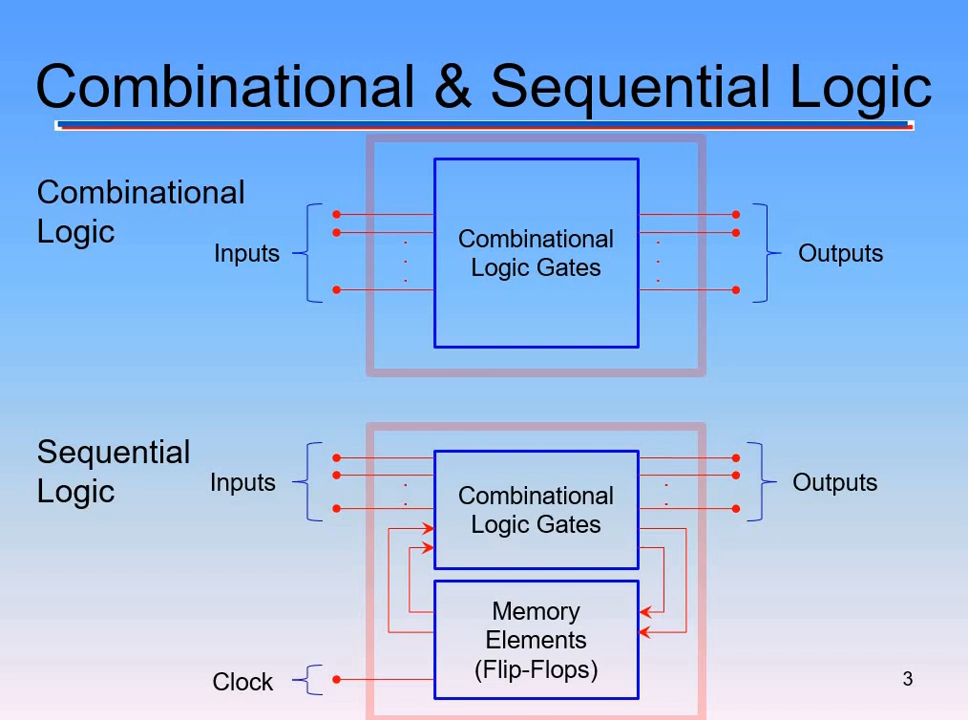 Combinational & Sequential Logic
Combinational
Logic
Inputs
Combinational
Logic Gates
Outputs
Sequential
Logic
Inputs
Combinational
Logic Gates
Outputs
Memory
Elements
(Flip-Flops)
Clock
3